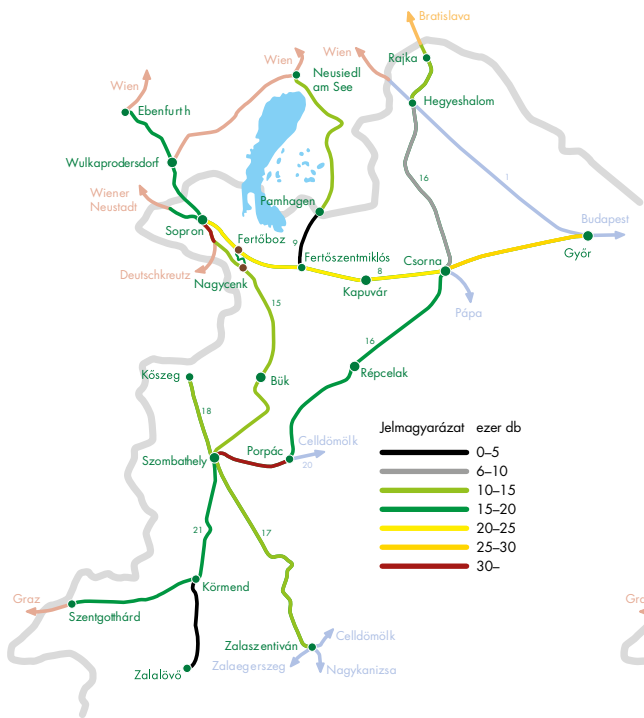 Bratislava
Wien
Wien
Rajka
Neusiedl
am See
Wien
Hegyeshalom
Ebenfurth
Wulkaprodersdorf
16
1
Wiener
Neustadt
Pamhagen
Sopron
Fertőboz
9
Budapest
Győr
Deutschkreutz
Nagycenk
Fertőszentmiklós
Csorna
8
Kapuvár
15
Pápa
16
Kőszeg
Bük
Répcelak
18
Jelmagyarázat ezer db
Porpác
Celldömölk
20
Szombathely
0–5
6–10
10–15
15–20
20–25
25–30
30–
21
17
Körmend
Graz
Szentgotthárd
Gra
Zalaszentiván
Celldömölk
Zalaegerszeg
Nagykanizsa
Zalalövő